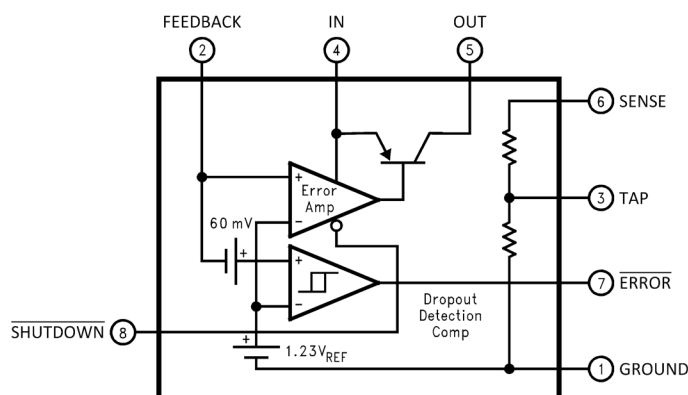 FEEDBACK IN OUT
2 4 5
6 SENSE
+ Error
Amp
−
3 TAP
60 mV
+ +
7 ERROR
−
Dropout
Detection
Comp
SHUTDOWN 8
+
1.23VREF
1 GROUND